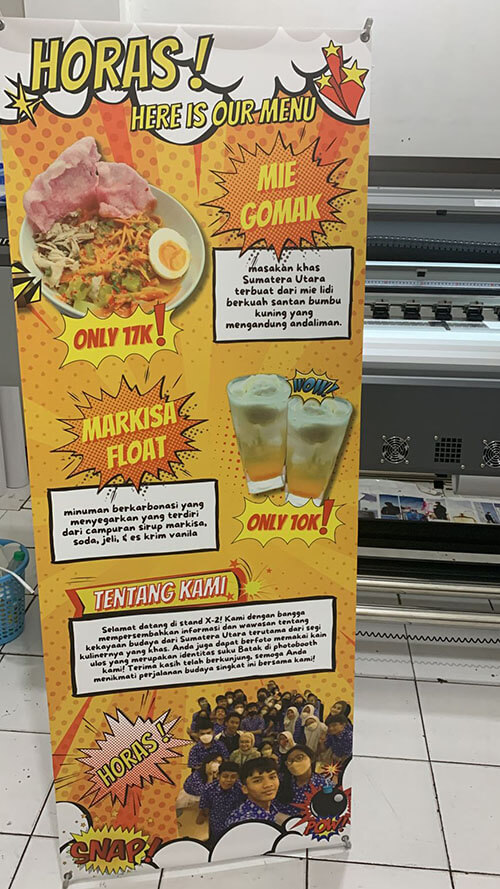 HORAS!
HERE IS OUR MENU
MIE
GOMAK
masakan khas
Sumatera Utara
terbuat dari mie lidi
berkuah santan bumbu
kuning yang
mengandung andaliman.
ONLY 17K!
MARKISA
FLOAT
WOW!
minuman berkarbonasi yang
menyegarkan yang terdiri
dari campuran sirup markisa,
soda, jeli, & es krim vanila
ONLY 10K!
TENTANG KAMI
Selamat datang di stand X-2! Kami dengan bangga
mempersembahkan informasi dan wawasan tentang
kekayaan budaya dari Sumatera Utara terutama dari segi
kulinernya yang khas. Anda juga dapat berfoto memakai kain
ulos yang merupakan identitas suku Batak di photobooth
kami! Terima kasih telah berkunjung, semoga Anda
menikmati perjalanan budaya singkat ini bersama kami!
HORAS!
POW!
SNAP!